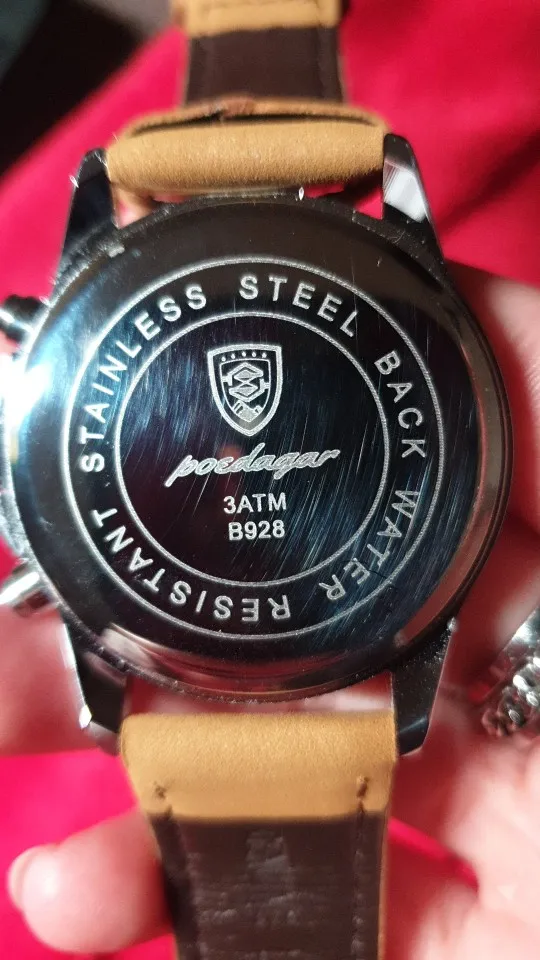 STAINLESS STEEL BACK WATER RESISTANT
poedagar
3ATM
B928